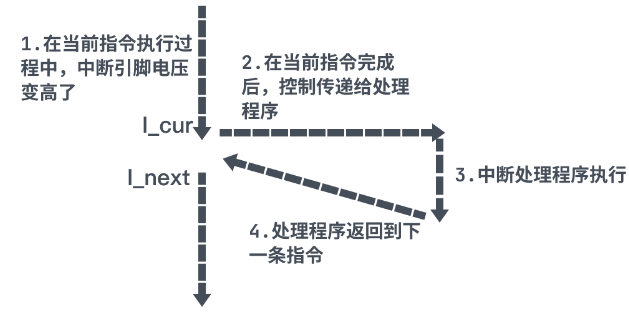 1.在当前指令执行过
程中，中断引脚电压
变高了
2.在当前指令完成
后，控制传递给处理
程序
I_cur
I_next
3.中断处理程序执行
4.处理程序返回到下
一条指令